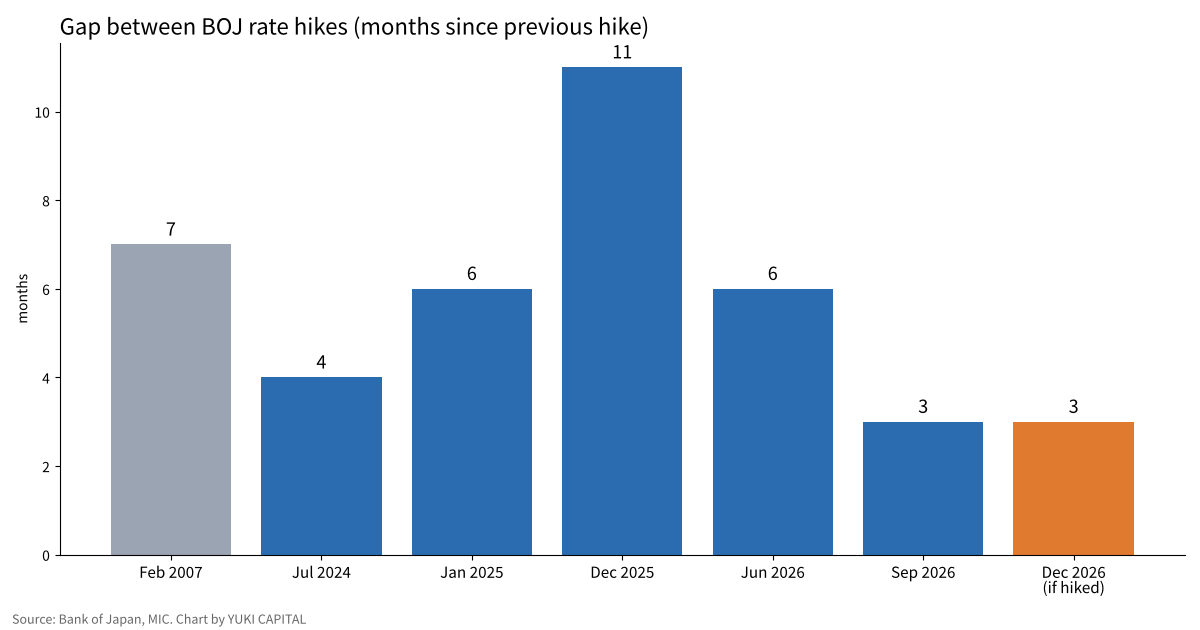 Gap between BOJ rate hikes (months since previous hike)
11
10
7
8
6
6
6
months
4
4
3
3
2
0
Feb 2007
Jul 2024
Jan 2025
Dec 2025
Jun 2026
Sep 2026
Dec 2026
(if hiked)
Source: Bank of Japan, MIC. Chart by YUKI CAPITAL